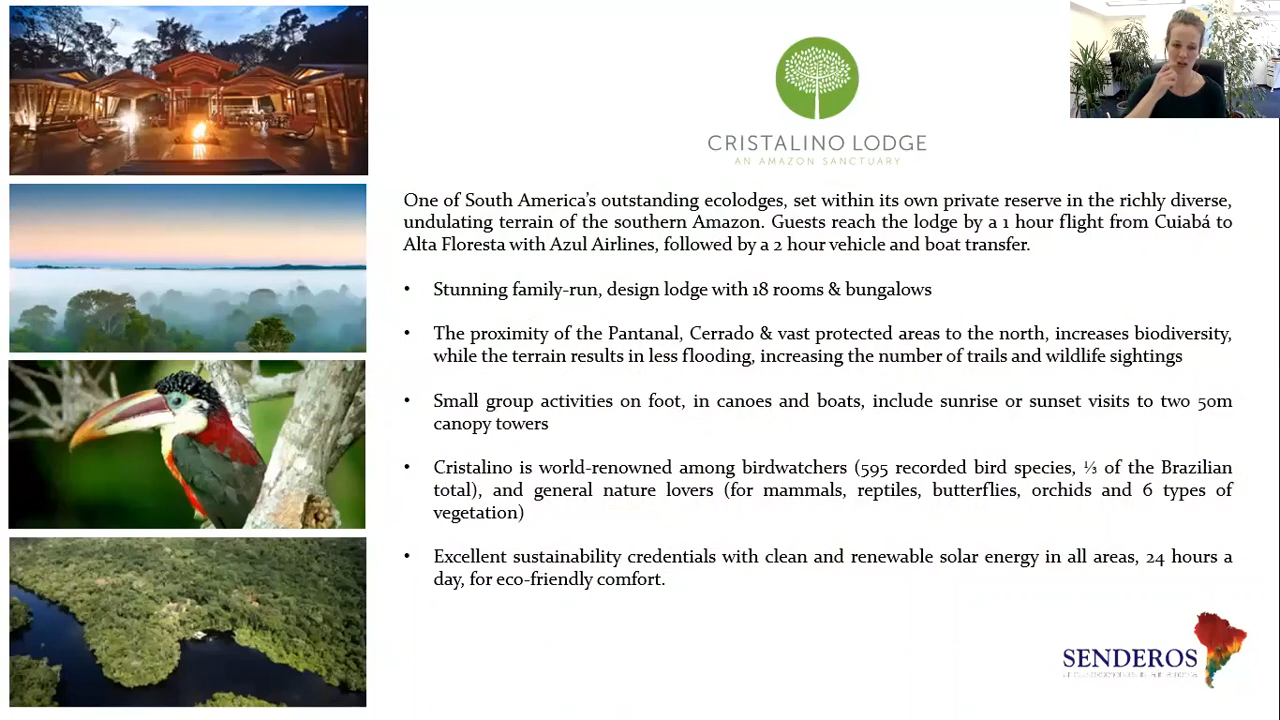 CRISTALINO LODGE
AN AMAZON SANCTUARY
One of South America's outstanding ecolodges, set within its own private reserve in the richly diverse,
undulating terrain of the southern Amazon. Guests reach the lodge by a 1 hour flight from Cuiabá to
Alta Floresta with Azul Airlines, followed by a 2 hour vehicle and boat transfer.
• Stunning family-run, design lodge with 18 rooms & bungalows
• The proximity of the Pantanal, Cerrado & vast protected areas to the north, increases biodiversity,
while the terrain results in less flooding, increasing the number of trails and wildlife sightings
• Small group activities on foot, in canoes and boats, include sunrise or sunset visits to two 50m
canopy towers
• Cristalino is world-renowned among birdwatchers (595 recorded bird species, ⅓ of the Brazilian
total), and general nature lovers (for mammals, reptiles, butterflies, orchids and 6 types of
vegetation)
• Excellent sustainability credentials with clean and renewable solar energy in all areas, 24 hours a
day, for eco-friendly comfort.
SENDEROS